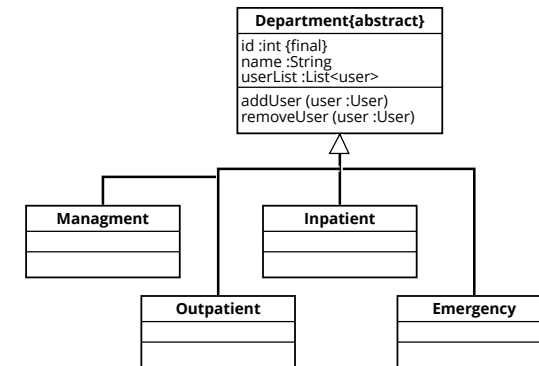 Department{abstract}
id :int {final}
name :String
userList :List<user>
addUser (user :User)
removeUser (user :User)
Managment
Inpatient
Outpatient
Emergency